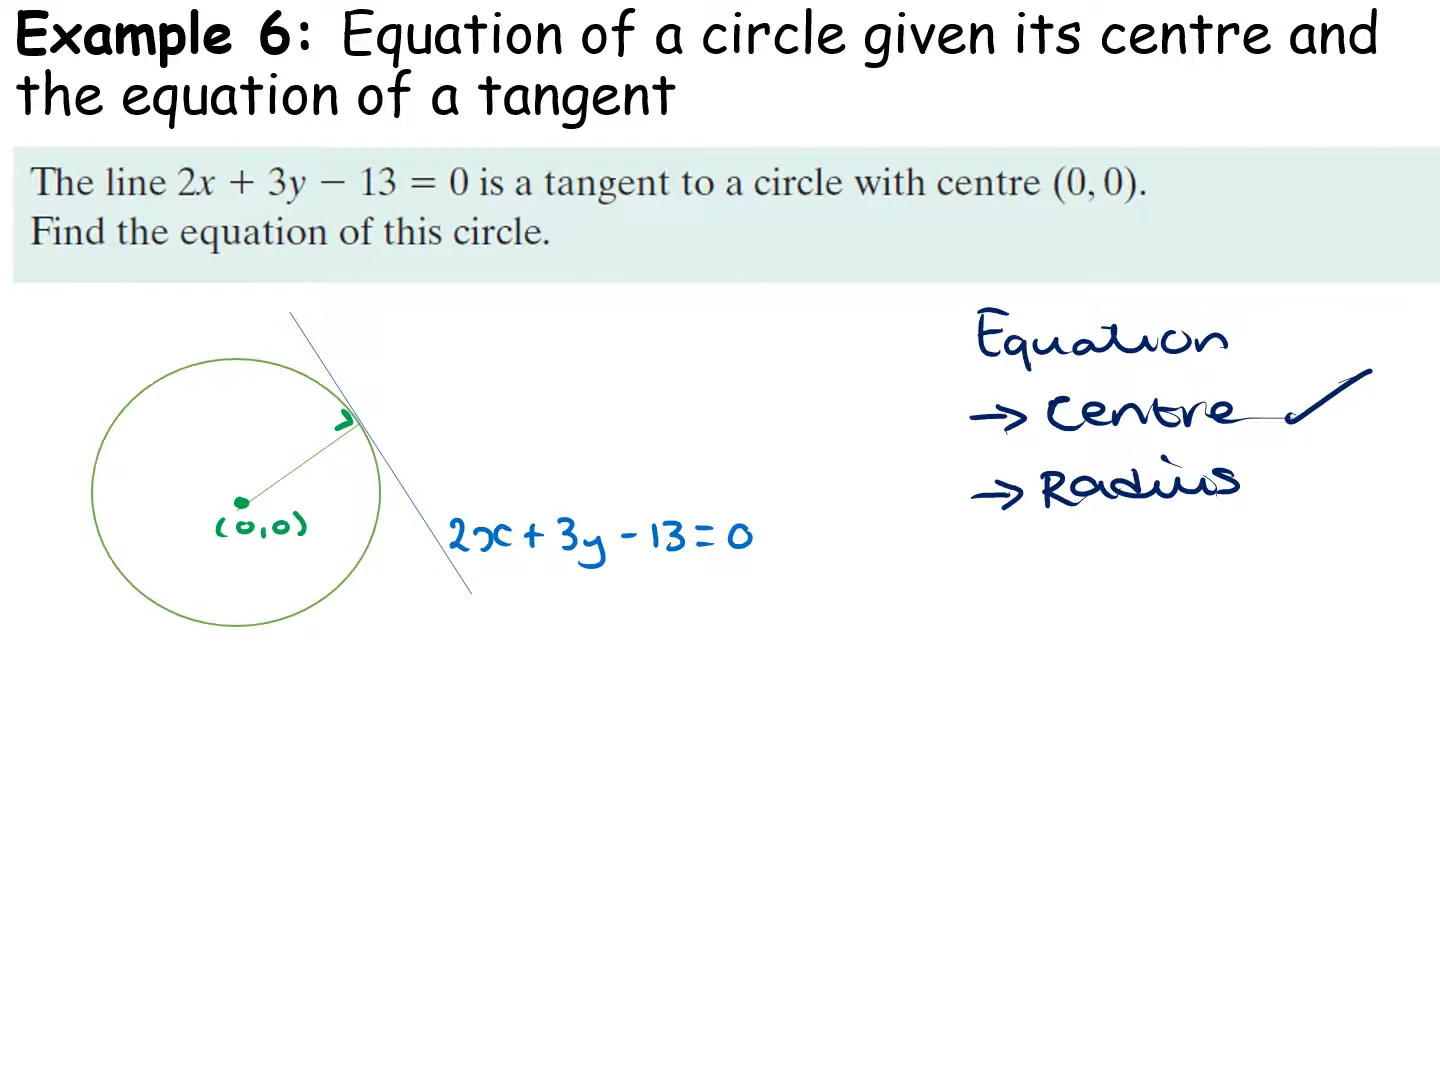 Example 6: Equation of a circle given its centre and
the equation of a tangent
The line 2x + 3y − 13 = 0 is a tangent to a circle with centre (0, 0).
Find the equation of this circle.
Equation
→ Centre ✓
→ Radius
(0,0)
2x + 3y - 13 = 0